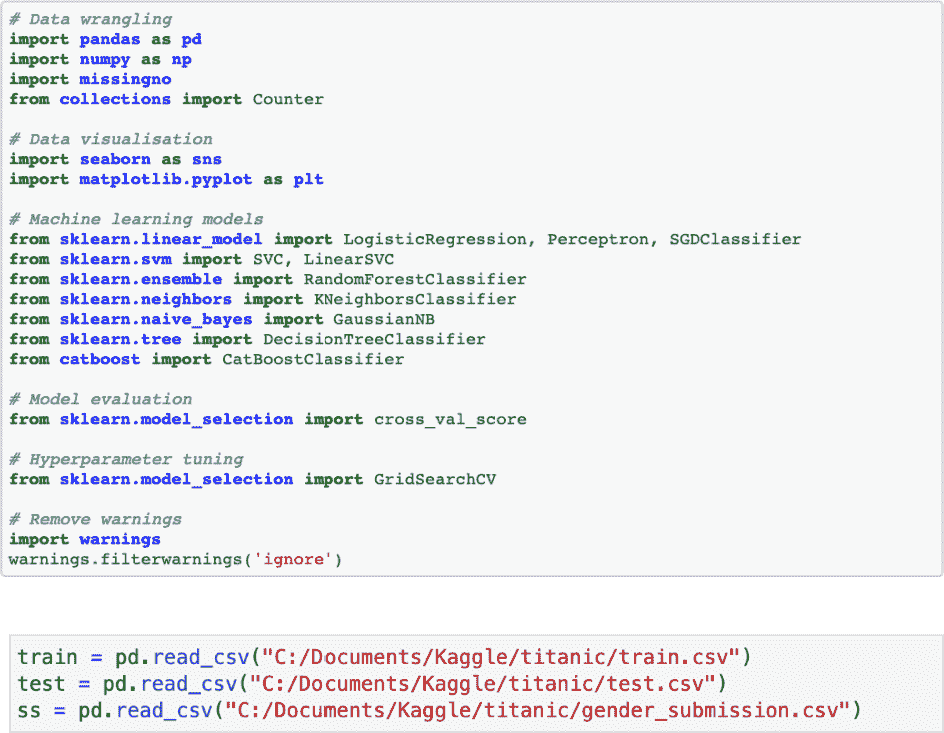 # Data wrangling
import pandas as pd
import numpy as np
import missingno
from collections import Counter
# Data visualisation
import seaborn as sns
import matplotlib.pyplot as plt
# Machine learning models
from sklearn.linear_model import LogisticRegression, Perceptron, SGDClassifier
from sklearn.svm import SVC, LinearSVC
from sklearn.ensemble import RandomForestClassifier
from sklearn.neighbors import KNeighborsClassifier
from sklearn.naive_bayes import GaussianNB
from sklearn.tree import DecisionTreeClassifier
from catboost import CatBoostClassifier
# Model evaluation
from sklearn.model_selection import cross_val_score
# Hyperparameter tuning
from sklearn.model_selection import GridSearchCV
# Remove warnings
import warnings
warnings.filterwarnings('ignore')
train = pd.read_csv("C:/Documents/Kaggle/titanic/train.csv")
test = pd.read_csv("C:/Documents/Kaggle/titanic/test.csv")
ss = pd.read_csv("C:/Documents/Kaggle/titanic/gender_submission.csv")